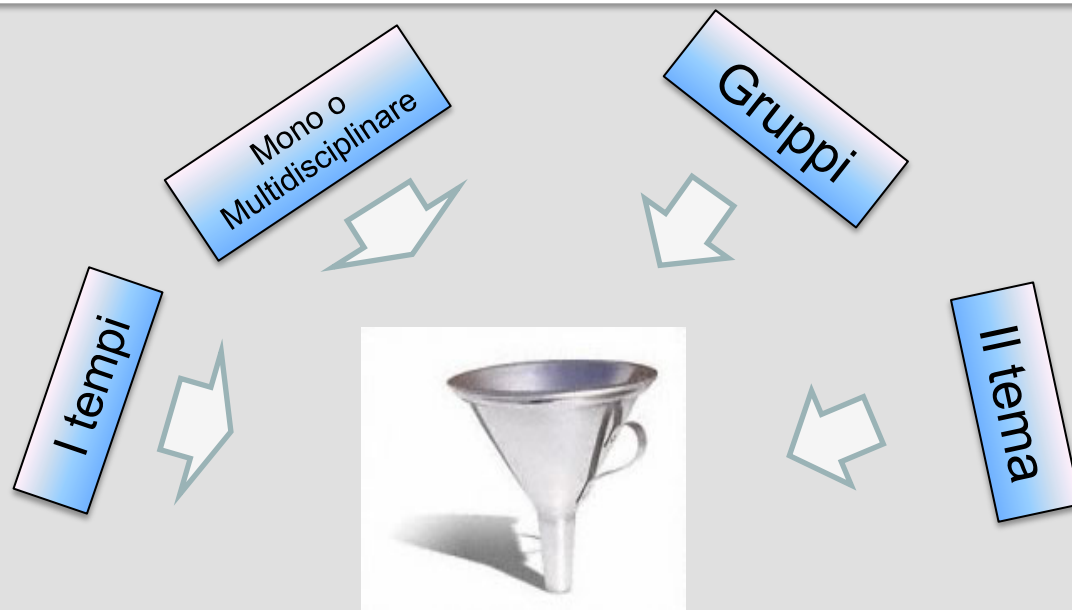 I tempi
Mono o
Multidisciplinare
Gruppi
Il tema